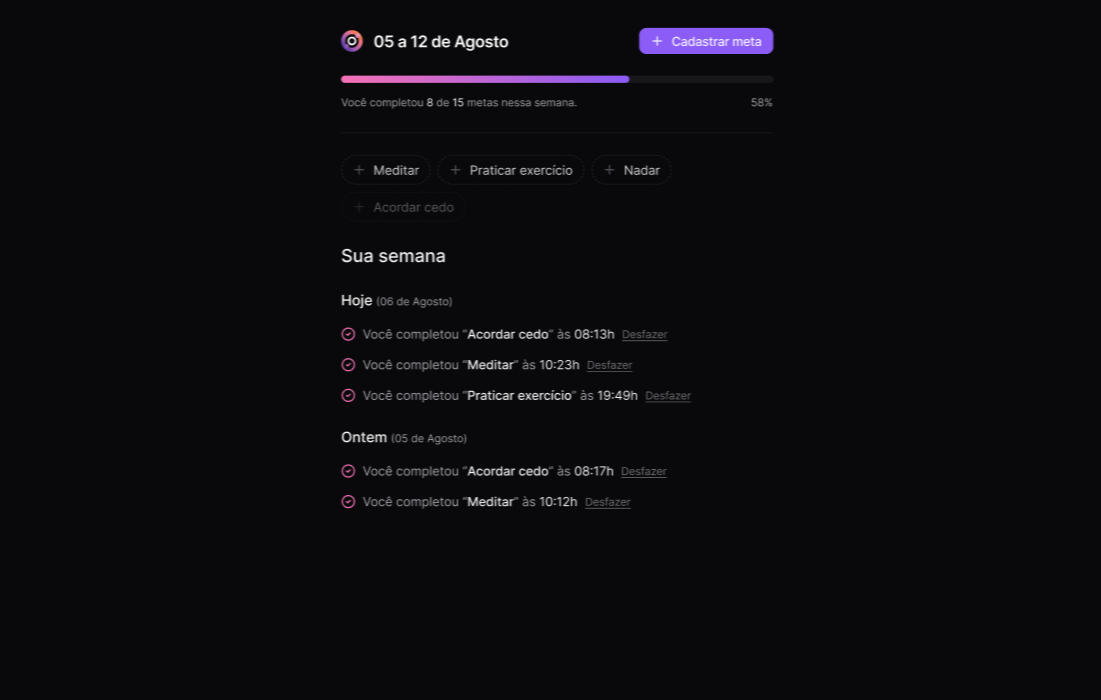 05 a 12 de Agosto
+ Cadastrar meta
Você completou 8 de 15 metas nessa semana.
58%
+ Meditar
+ Praticar exercício
+ Nadar
+ Acordar cedo
Sua semana
Hoje (06 de Agosto)
Você completou “Acordar cedo” às 08:13h Desfazer
Você completou “Meditar” às 10:23h Desfazer
Você completou “Praticar exercício” às 19:49h Desfazer
Ontem (05 de Agosto)
Você completou “Acordar cedo” às 08:17h Desfazer
Você completou “Meditar” às 10:12h Desfazer